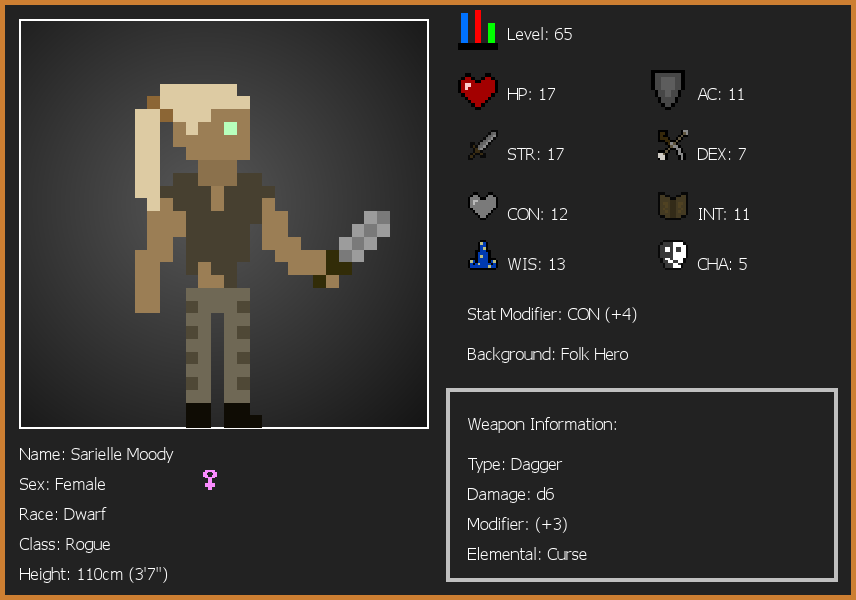 Level: 65
HP: 17
AC: 11
STR: 17
DEX: 7
CON: 12
INT: 11
WIS: 13
CHA: 5
Stat Modifier: CON (+4)
Background: Folk Hero
Weapon Information:
Type: Dagger
Damage: d6
Modifier: (+3)
Elemental: Curse
Name: Sarielle Moody
Sex: Female
Race: Dwarf
Class: Rogue
Height: 110cm (3'7")